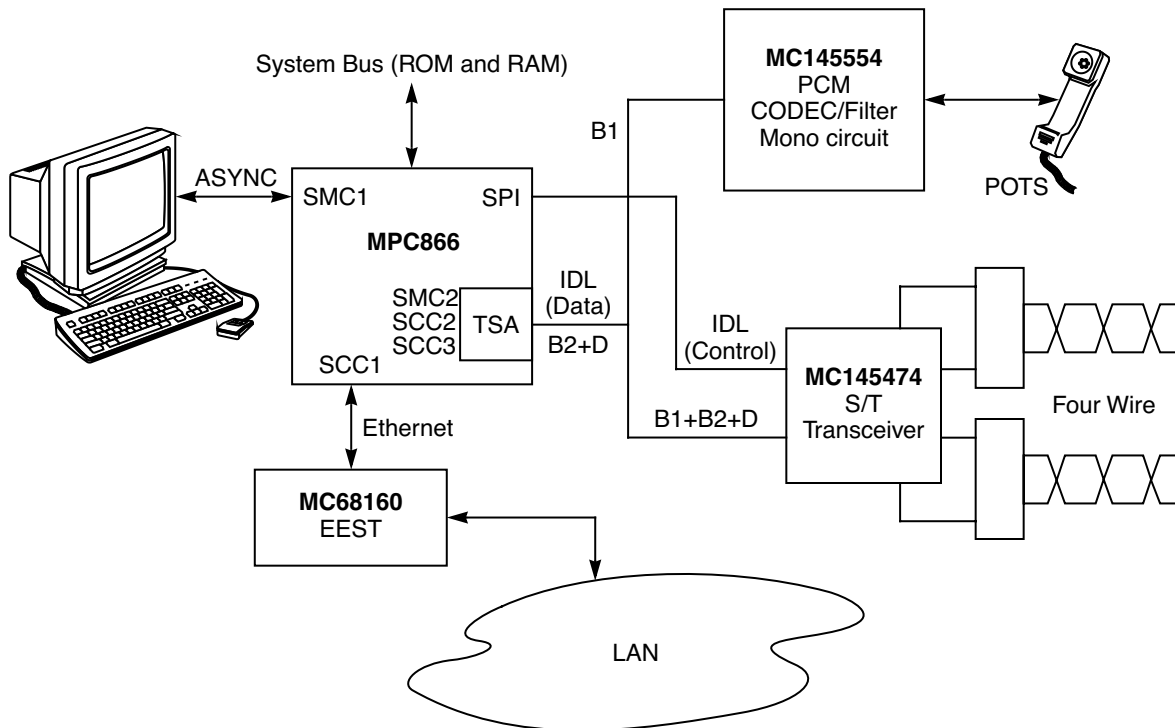 System Bus (ROM and RAM)
MC145554
PCM
CODEC/Filter
Mono circuit
B1
POTS
ASYNC
SMC1
SPI
MPC866
SMC2
SCC2
SCC3
TSA
SCC1
IDL
(Data)
B2+D
IDL
(Control)
MC145474
S/T
Transceiver
B1+B2+D
Four Wire
Ethernet
MC68160
EEST
LAN